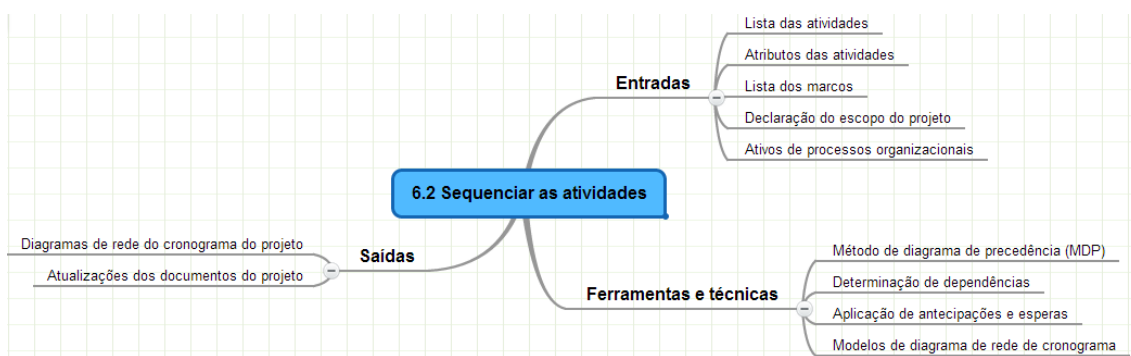 Lista das atividades
Atributos das atividades
Entradas
Lista dos marcos
Declaração do escopo do projeto
Ativos de processos organizacionais
6.2 Sequenciar as atividades
Diagramas de rede do cronograma do projeto
Saídas
Atualizações dos documentos do projeto
Método de diagrama de precedência (MDP)
Determinação de dependências
Ferramentas e técnicas
Aplicação de antecipações e esperas
Modelos de diagrama de rede de cronograma